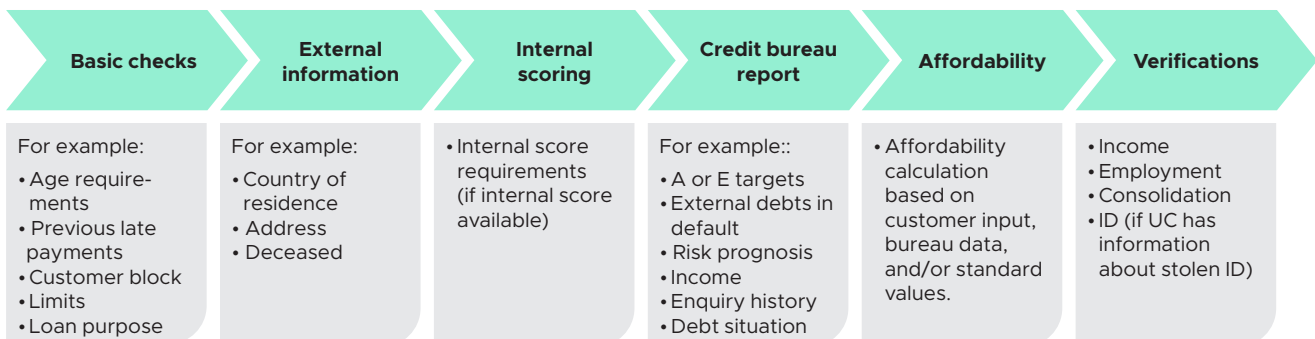 Basic checks
External
information
Internal
scoring
Credit bureau
report
Affordability
Verifications
For example:
• Age require-
ments
• Previous late
payments
• Customer block
• Limits
• Loan purpose
For example:
• Country of
residence
• Address
• Deceased
• Internal score
requirements
(if internal score
available)
For example::
• A or E targets
• External debts in
default
• Risk prognosis
• Income
• Enquiry history
• Debt situation
• Affordability
calculation
based on
customer input,
bureau data,
and/or standard
values.
• Income
• Employment
• Consolidation
• ID (if UC has
information
about stolen ID)